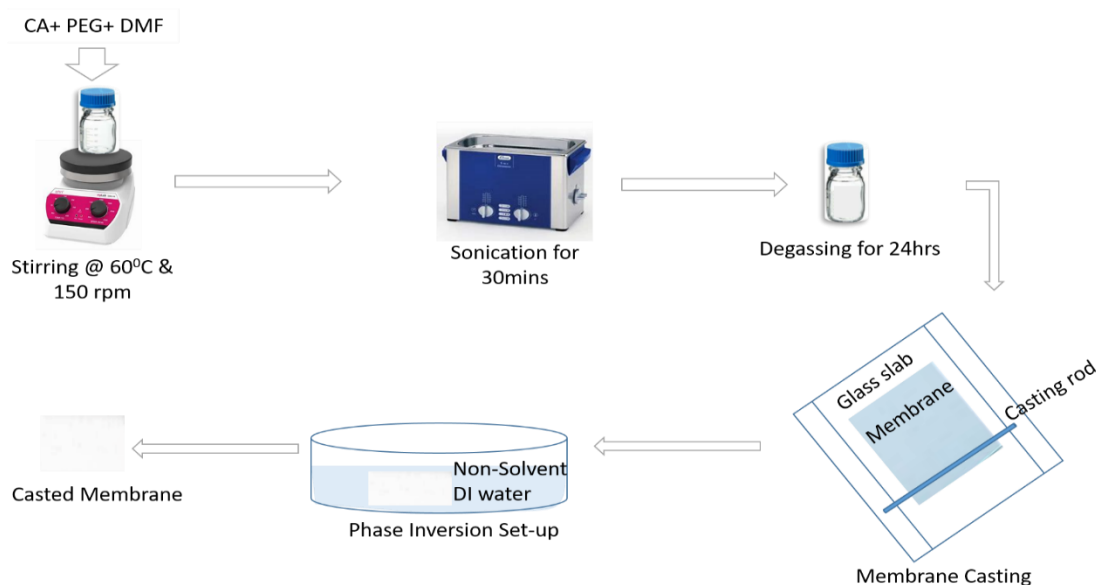 CA+ PEG+ DMF
Stirring @ 60⁰C &
150 rpm
Sonication for
30mins
Degassing for 24hrs
Glass slab
Membrane
Casting rod
Membrane Casting
Non-Solvent
DI water
Phase Inversion Set-up
Casted Membrane